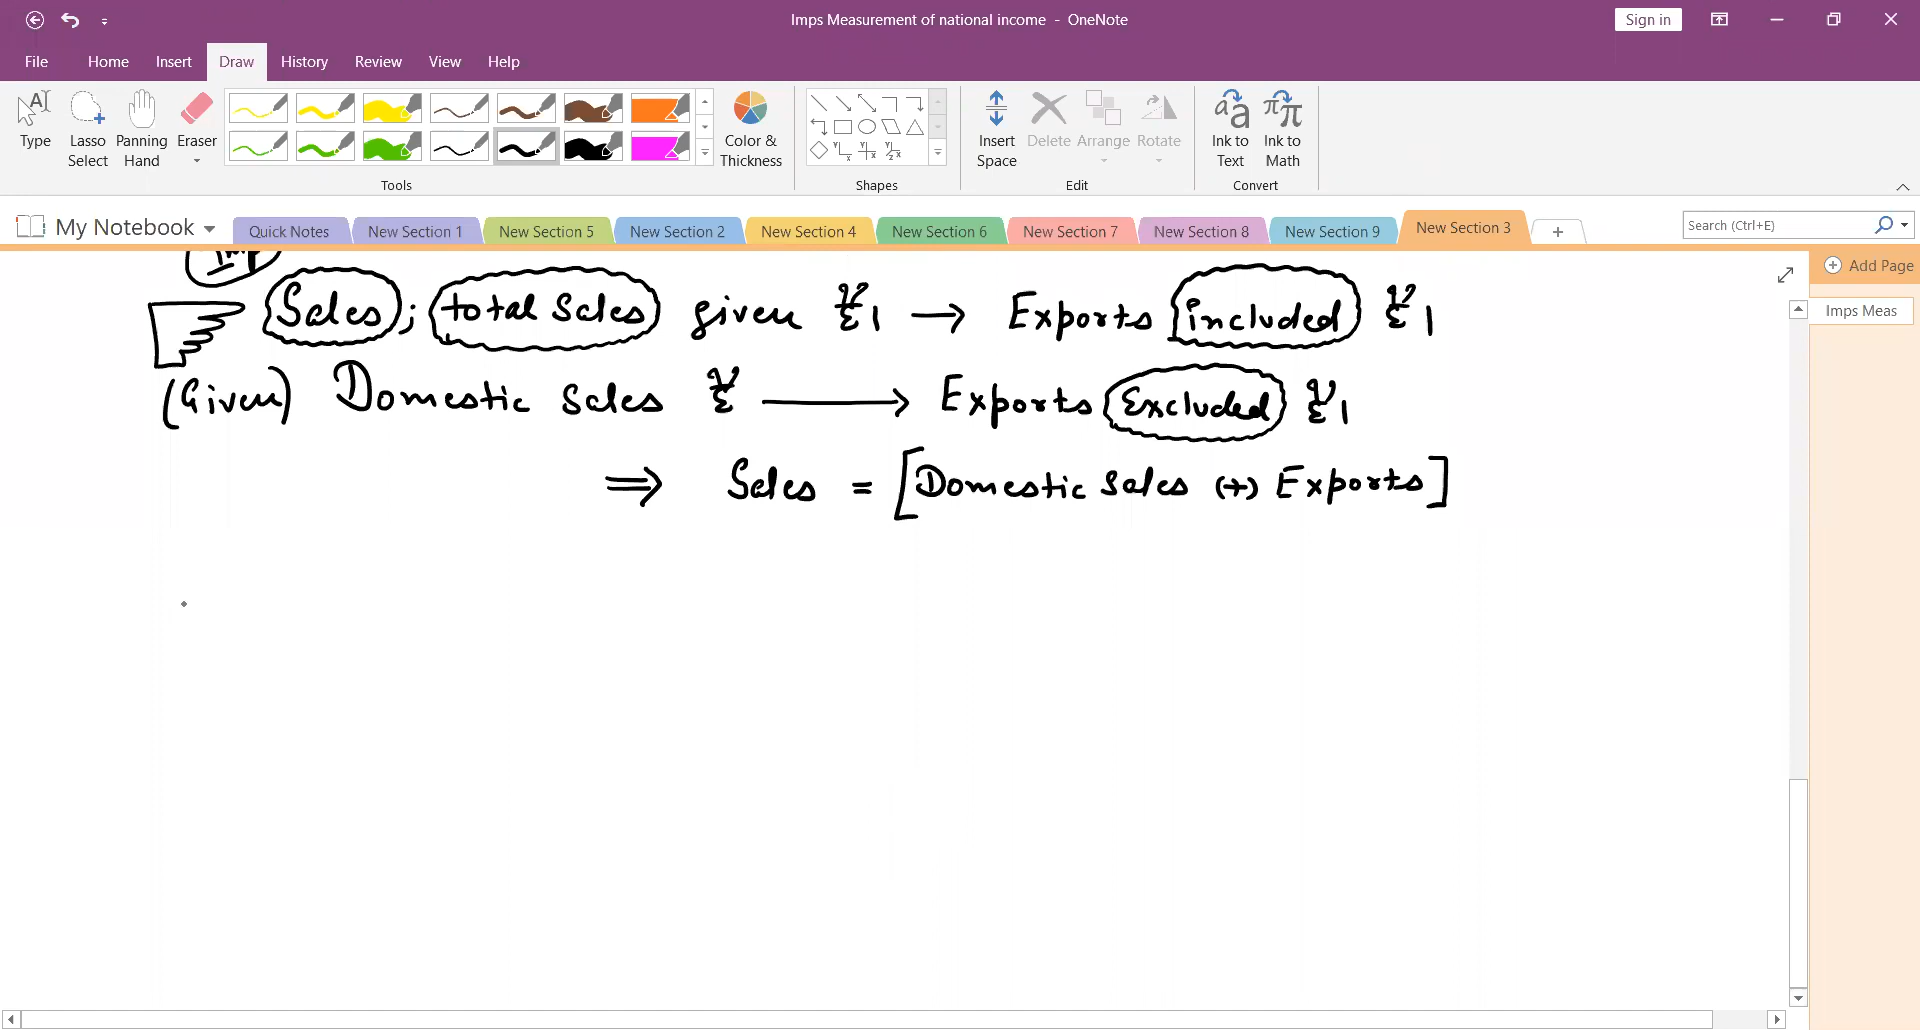 Imps Measurement of national income - OneNote
Sign in
File Home Insert Draw History Review View Help
Type
Lasso Select
Panning Hand
Eraser
Color & Thickness
Insert Space
Delete
Arrange
Rotate
Ink to Text
Ink to Math
Tools Shapes Edit Convert
My Notebook
Quick Notes New Section 1 New Section 5 New Section 2 New Section 4 New Section 6 New Section 7 New Section 8 New Section 9 New Section 3
Search (Ctrl+E)
Add Page
Imps Meas
Imp
Sales; total sales given है। → Exports included है।
(Given) Domestic sales है → Exports Excluded है।
⇒ Sales = [Domestic sales (+) Exports]